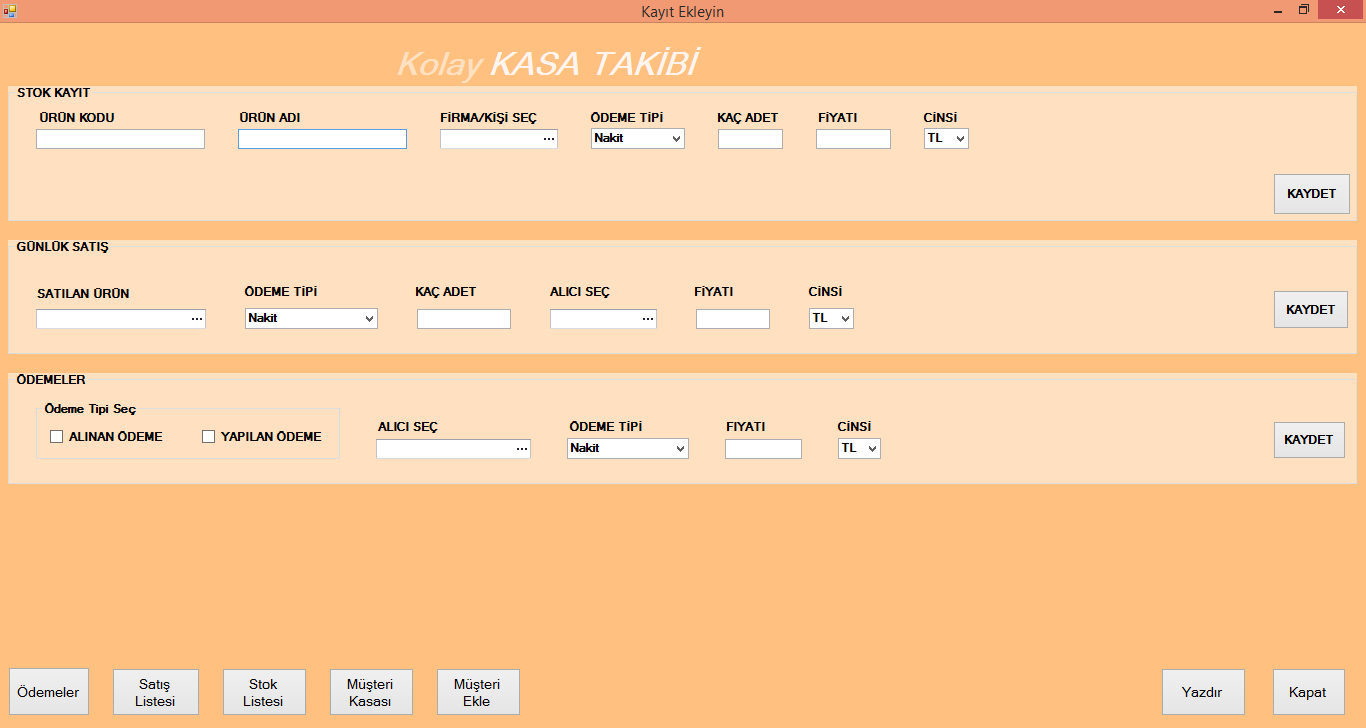 Kayıt Ekleyin
Kolay KASA TAKİBİ
STOK KAYIT
ÜRÜN KODU ÜRÜN ADI FİRMA/KİŞİ SEÇ ÖDEME TİPİ KAÇ ADET FİYATI CİNSİ
... Nakit TL
KAYDET
GÜNLÜK SATIŞ
SATILAN ÜRÜN ÖDEME TİPİ KAÇ ADET ALICI SEÇ FİYATI CİNSİ
... Nakit ... TL
KAYDET
ÖDEMELER
Ödeme Tipi Seç
ALINAN ÖDEME YAPILAN ÖDEME
ALICI SEÇ ÖDEME TİPİ FIYATI CİNSİ
... Nakit TL
KAYDET
Ödemeler
Satış
Listesi
Stok
Listesi
Müşteri
Kasası
Müşteri
Ekle
Yazdır
Kapat